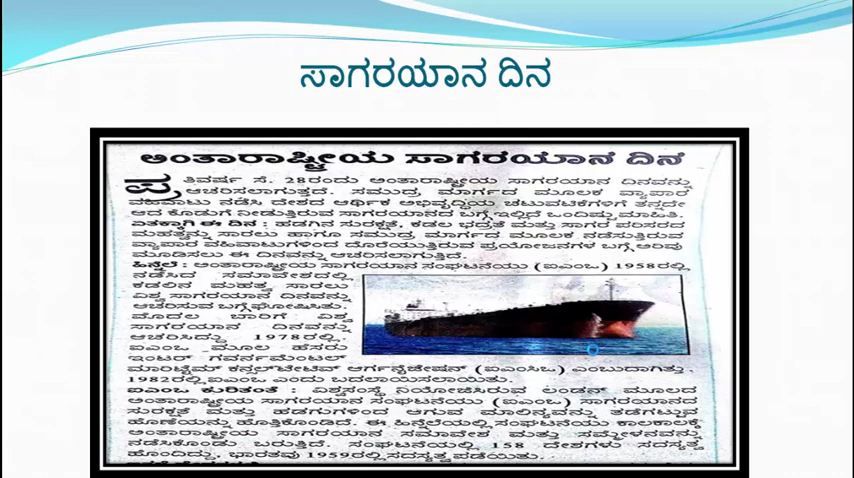 ಸಾಗರಯಾನ ದಿನ
ಅಂತಾರಾಷ್ಟ್ರೀಯ ಸಾಗರಯಾನ ದಿನ
ಪ್ರತಿವರ್ಷ ಸೆ. 28ರಂದು ಅಂತಾರಾಷ್ಟ್ರೀಯ ಸಾಗರಯಾನ ದಿನವನ್ನು
ಆಚರಿಸಲಾಗುತ್ತದೆ. ಸಮುದ್ರ ಮಾರ್ಗದ ಮೂಲಕ ವ್ಯಾಪಾರ
ವಹಿವಾಟು ನಡೆಸಿ ದೇಶದ ಆರ್ಥಿಕ ಅಭಿವೃದ್ಧಿಯ ಚಟುವಟಿಕೆಗಳಿಗೆ ತನ್ನದೇ
ಆದ ಕೊಡುಗೆ ನೀಡುತ್ತಿರುವ ಸಾಗರಯಾನದ ಬಗ್ಗೆ ಇಲ್ಲಿದೆ ಒಂದಿಷ್ಟು ಮಾಹಿತಿ.
ಏತಕ್ಕಾಗಿ ಈ ದಿನ : ಹಡಗಿನ ಸುರಕ್ಷತೆ, ಕಡಲ ಭದ್ರತೆ ಮತ್ತು ಸಾಗರ ಪರಿಸರದ
ಮಹತ್ವನ್ನು ಸಾರಲು ಹಾಗೂ ಸಮುದ್ರ ಮಾರ್ಗದ ಮೂಲಕ ನಡೆಸುತ್ತಿರುವ
ವ್ಯಾಪಾರ ವಹಿವಾಟುಗಳಿಂದ ದೊರೆಯುತ್ತಿರುವ ಪ್ರಯೋಜನಗಳ ಬಗ್ಗೆ ಅರಿವು
ಮೂಡಿಸಲು ಈ ದಿನವನ್ನು ಆಚರಿಸಲಾಗುತ್ತಿದೆ.
ಹಿನ್ನೆಲೆ : ಅಂತಾರಾಷ್ಟ್ರೀಯ ಸಾಗರಯಾನ ಸಂಘಟನೆಯು (ಐಎಂಒ) 1958ರಲ್ಲಿ
ನಡೆಸಿದ ಸಮಾವೇಶದಲ್ಲಿ
ಕಡಲಿನ ಮಹತ್ವ ಸಾರಲು
ವಿಶ್ವ ಸಾಗರಯಾನ ದಿನವನ್ನು
ಆಚರಿಸುವ ಬಗ್ಗೆ ಘೋಷಿಸಿತು.
ಮೊದಲ ಬಾರಿಗೆ ವಿಶ್ವ
ಸಾಗರಯಾನ ದಿನವನ್ನು
ಆಚರಿಸಿದ್ದು 1978ರಲ್ಲಿ.
ಐಎಂಒ ಮೂಲ ಹೆಸರು
ಇಂಟರ್ ಗವರ್ನಮೆಂಟಲ್
ಮಾರಿಟೈಮ್ ಕನ್ಸಲ್‌ಟೇಟಿವ್ ಆರ್ಗನೈಜೇಷನ್ (ಐಎಂಸಿಒ) ಎಂಬುದಾಗಿತ್ತು.
1982ರಲ್ಲಿ ಐಎಂಒ ಎಂದು ಬದಲಾಯಿಸಲಾಯಿತು.
ಐಎಂಒ ಕುರಿತಂತೆ : ವಿಶ್ವಸಂಸ್ಥೆ ನಿಯೋಜಿಸಿರುವ ಲಂಡನ್ ಮೂಲದ
ಅಂತಾರಾಷ್ಟ್ರೀಯ ಸಾಗರಯಾನ ಸಂಘಟನೆಯು (ಐಎಂಒ) ಸಾಗರಯಾನದ
ಸುರಕ್ಷತೆ ಮತ್ತು ಹಡಗುಗಳಿಂದ ಆಗುವ ಮಾಲಿನ್ಯವನ್ನು ತಡೆಗಟ್ಟುವ
ಹೊಣೆಯನ್ನು ಹೊತ್ತಿಕೊಂಡಿದೆ. ಈ ಹಿನ್ನೆಲೆಯಲ್ಲಿ ಸಂಘಟನೆಯು ಕಾಲಕಾಲಕ್ಕೆ
ಅಂತಾರಾಷ್ಟ್ರೀಯ ಸಾಗರಯಾನ ಸಮಾವೇಶ ಮತ್ತು ಸಮ್ಮೇಳನವನ್ನು
ನಡೆಸಿಕೊಂಡು ಬರುತ್ತಿದೆ. ಸಂಘಟನೆಯಲ್ಲಿ 158 ದೇಶಗಳು ಸದಸ್ಯತ್ವ
ಹೊಂದಿದ್ದು, ಭಾರತವು 1959ರಲ್ಲಿ ಸದಸ್ಯತ್ವ ಪಡೆಯಿತು.